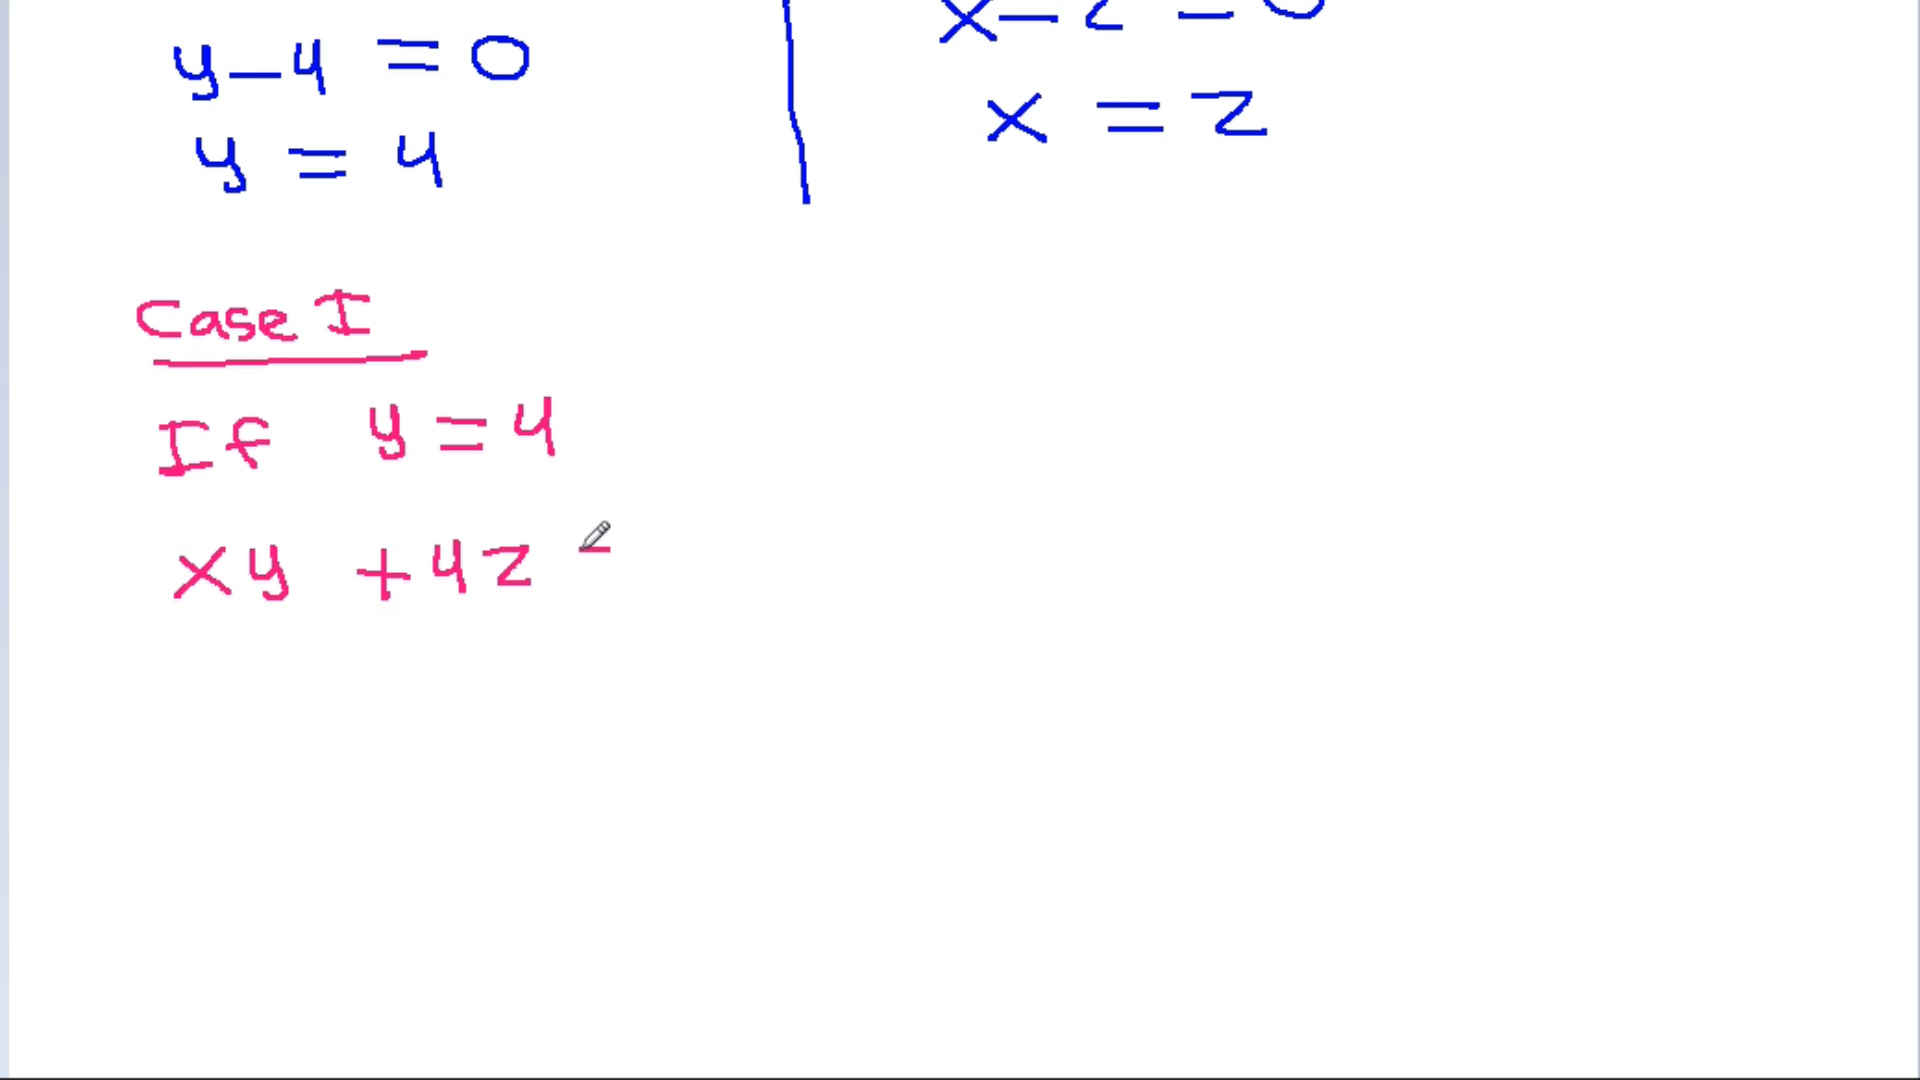 y-4 = 0
y = 4
x = z
Case I
If y = 4
xy + 4z